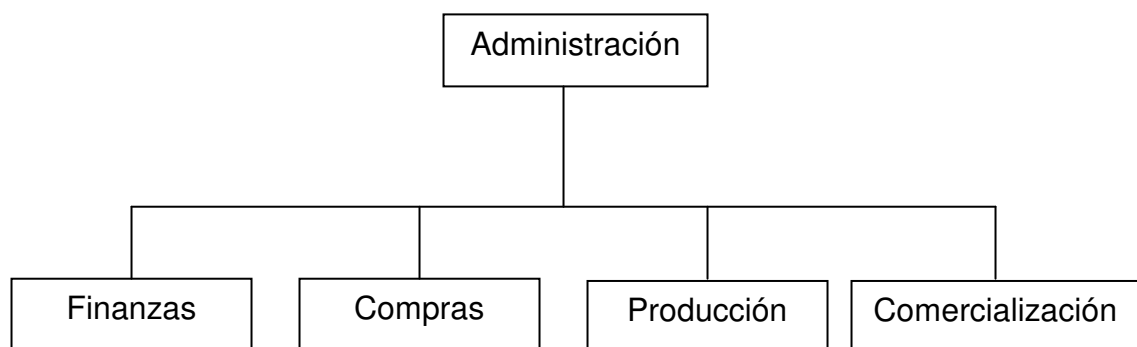 Administración
Finanzas
Compras
Producción
Comercialización